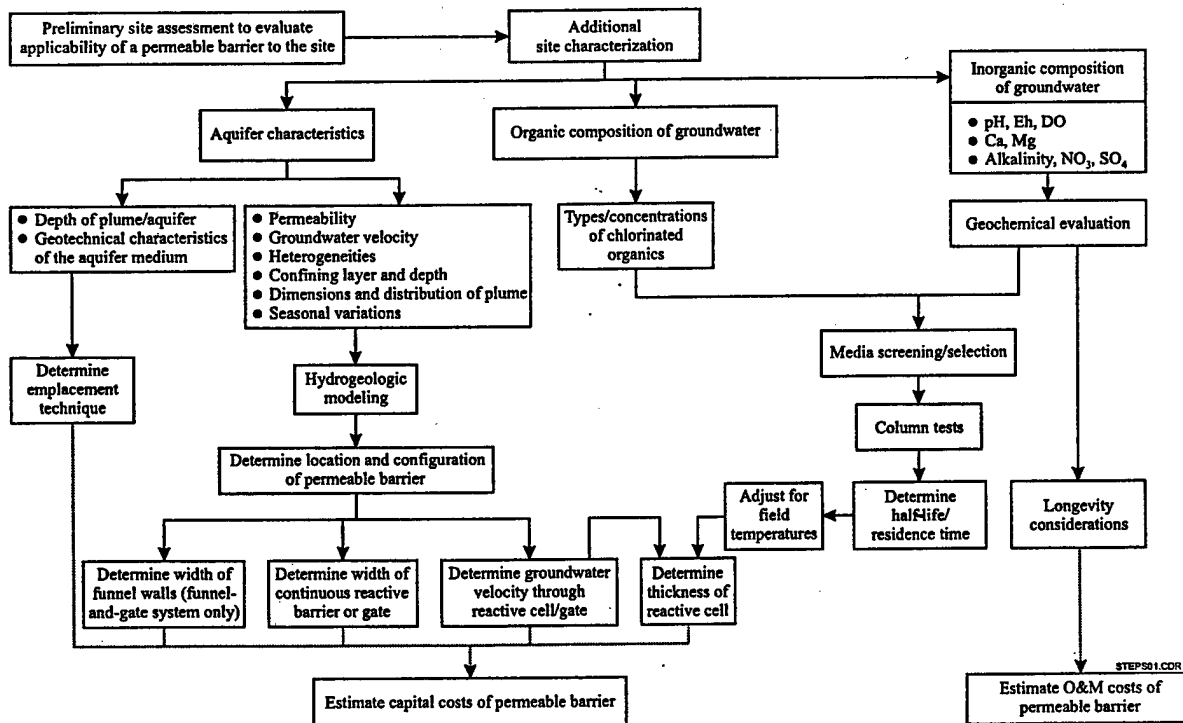 Preliminary site assessment to evaluate
applicability of a permeable barrier to the site
Additional
site characterization
Inorganic composition
of groundwater
● pH, Eh, DO
● Ca, Mg
● Alkalinity, NO₃, SO₄
Aquifer characteristics
Organic composition of groundwater
● Depth of plume/aquifer
● Geotechnical characteristics
of the aquifer medium
● Permeability
● Groundwater velocity
● Heterogeneities
● Confining layer and depth
● Dimensions and distribution of plume
● Seasonal variations
Types/concentrations
of chlorinated
organics
Geochemical evaluation
Determine
emplacement
technique
Hydrogeologic
modeling
Media screening/selection
Column tests
Determine location and configuration
of permeable barrier
Adjust for
field
temperatures
Determine
half-life/
residence time
Longevity
considerations
Determine width of
funnel walls (funnel-
and-gate system only)
Determine width of
continuous reactive
barrier or gate
Determine groundwater
velocity through
reactive cell/gate
Determine
thickness of
reactive cell
STEPS01.CDR
Estimate capital costs of permeable barrier
Estimate O&M costs of
permeable barrier